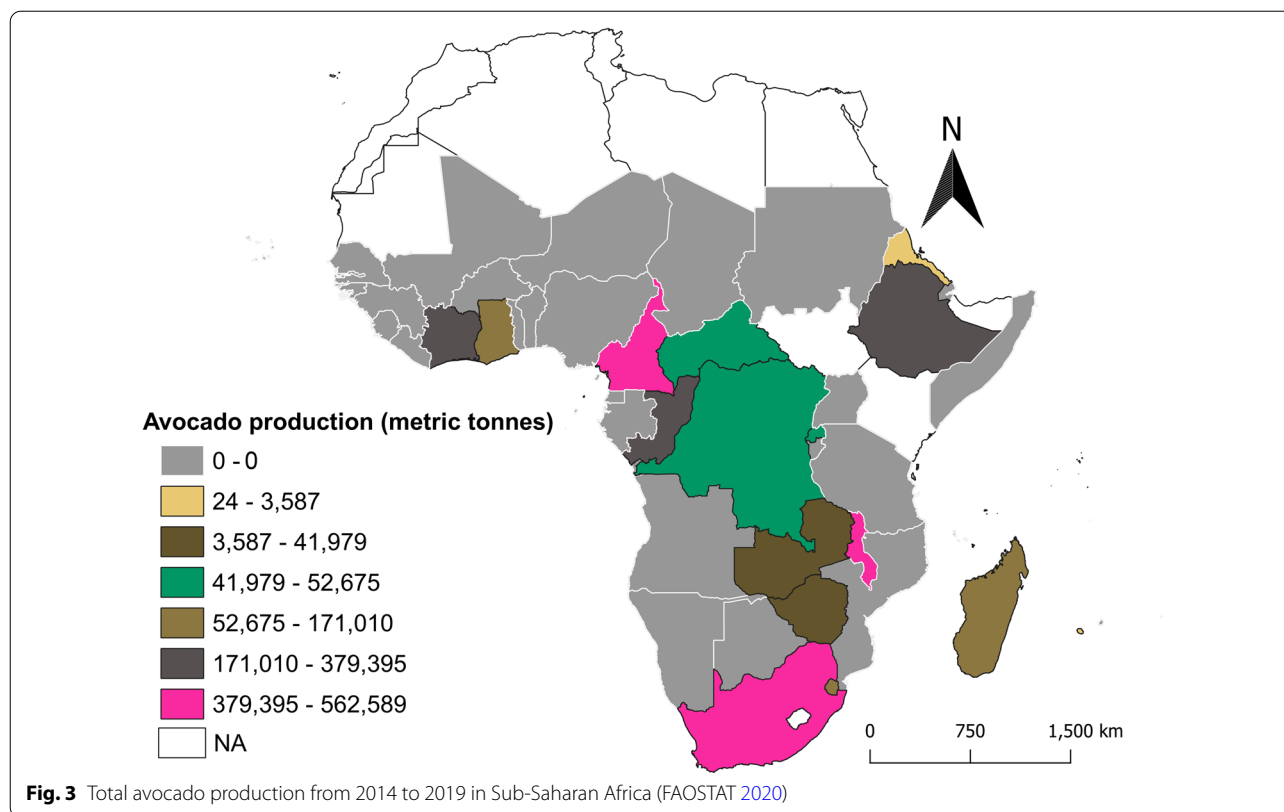 N
Avocado production (metric tonnes)
0 - 0
24 - 3,587
3,587 - 41,979
41,979 - 52,675
52,675 - 171,010
171,010 - 379,395
379,395 - 562,589
NA
0 750 1,500 km
Fig. 3 Total avocado production from 2014 to 2019 in Sub-Saharan Africa (FAOSTAT 2020)